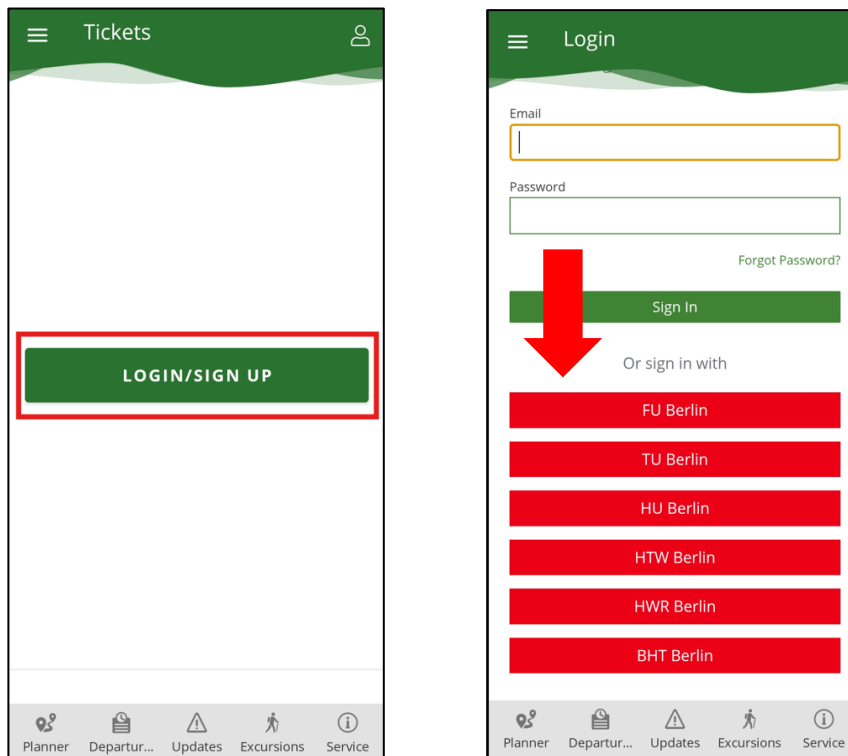 Tickets
LOGIN/SIGN UP
Planner
Departur...
Updates
Excursions
Service
Login
Email
Password
Forgot Password?
Sign In
Or sign in with
FU Berlin
TU Berlin
HU Berlin
HTW Berlin
HWR Berlin
BHT Berlin
Planner
Departur...
Updates
Excursions
Service